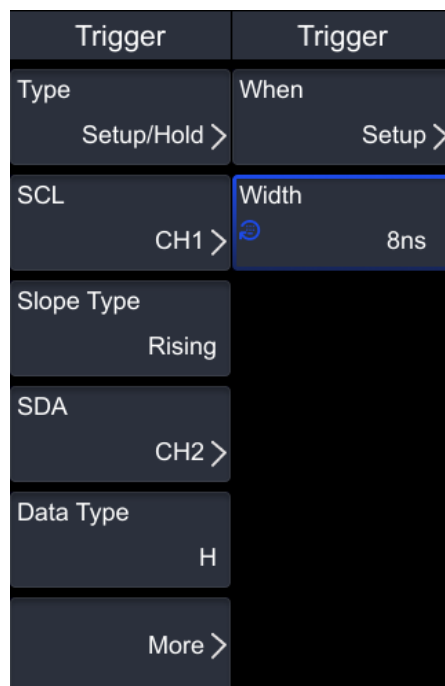 Trigger
Type
Setup/Hold
SCL
CH1
Slope Type
Rising
SDA
CH2
Data Type
H
More
Trigger
When
Setup
Width
8ns